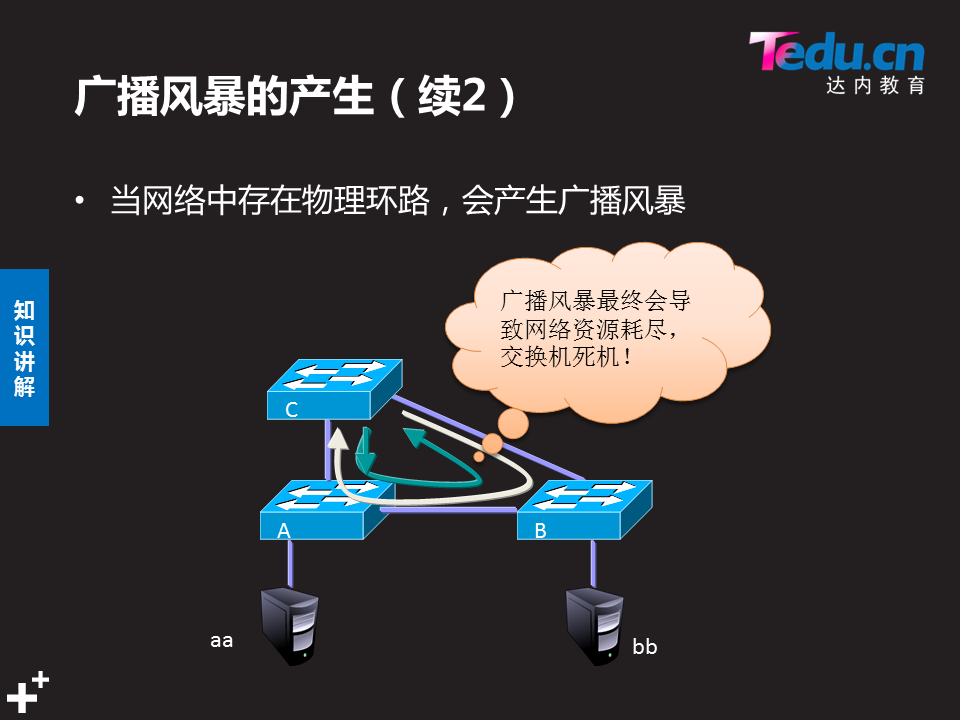 Tedu.cn
达内教育
广播风暴的产生（续2）
• 当网络中存在物理环路，会产生广播风暴
知识讲解
广播风暴最终会导
致网络资源耗尽，
交换机死机！
C
A
B
aa
bb